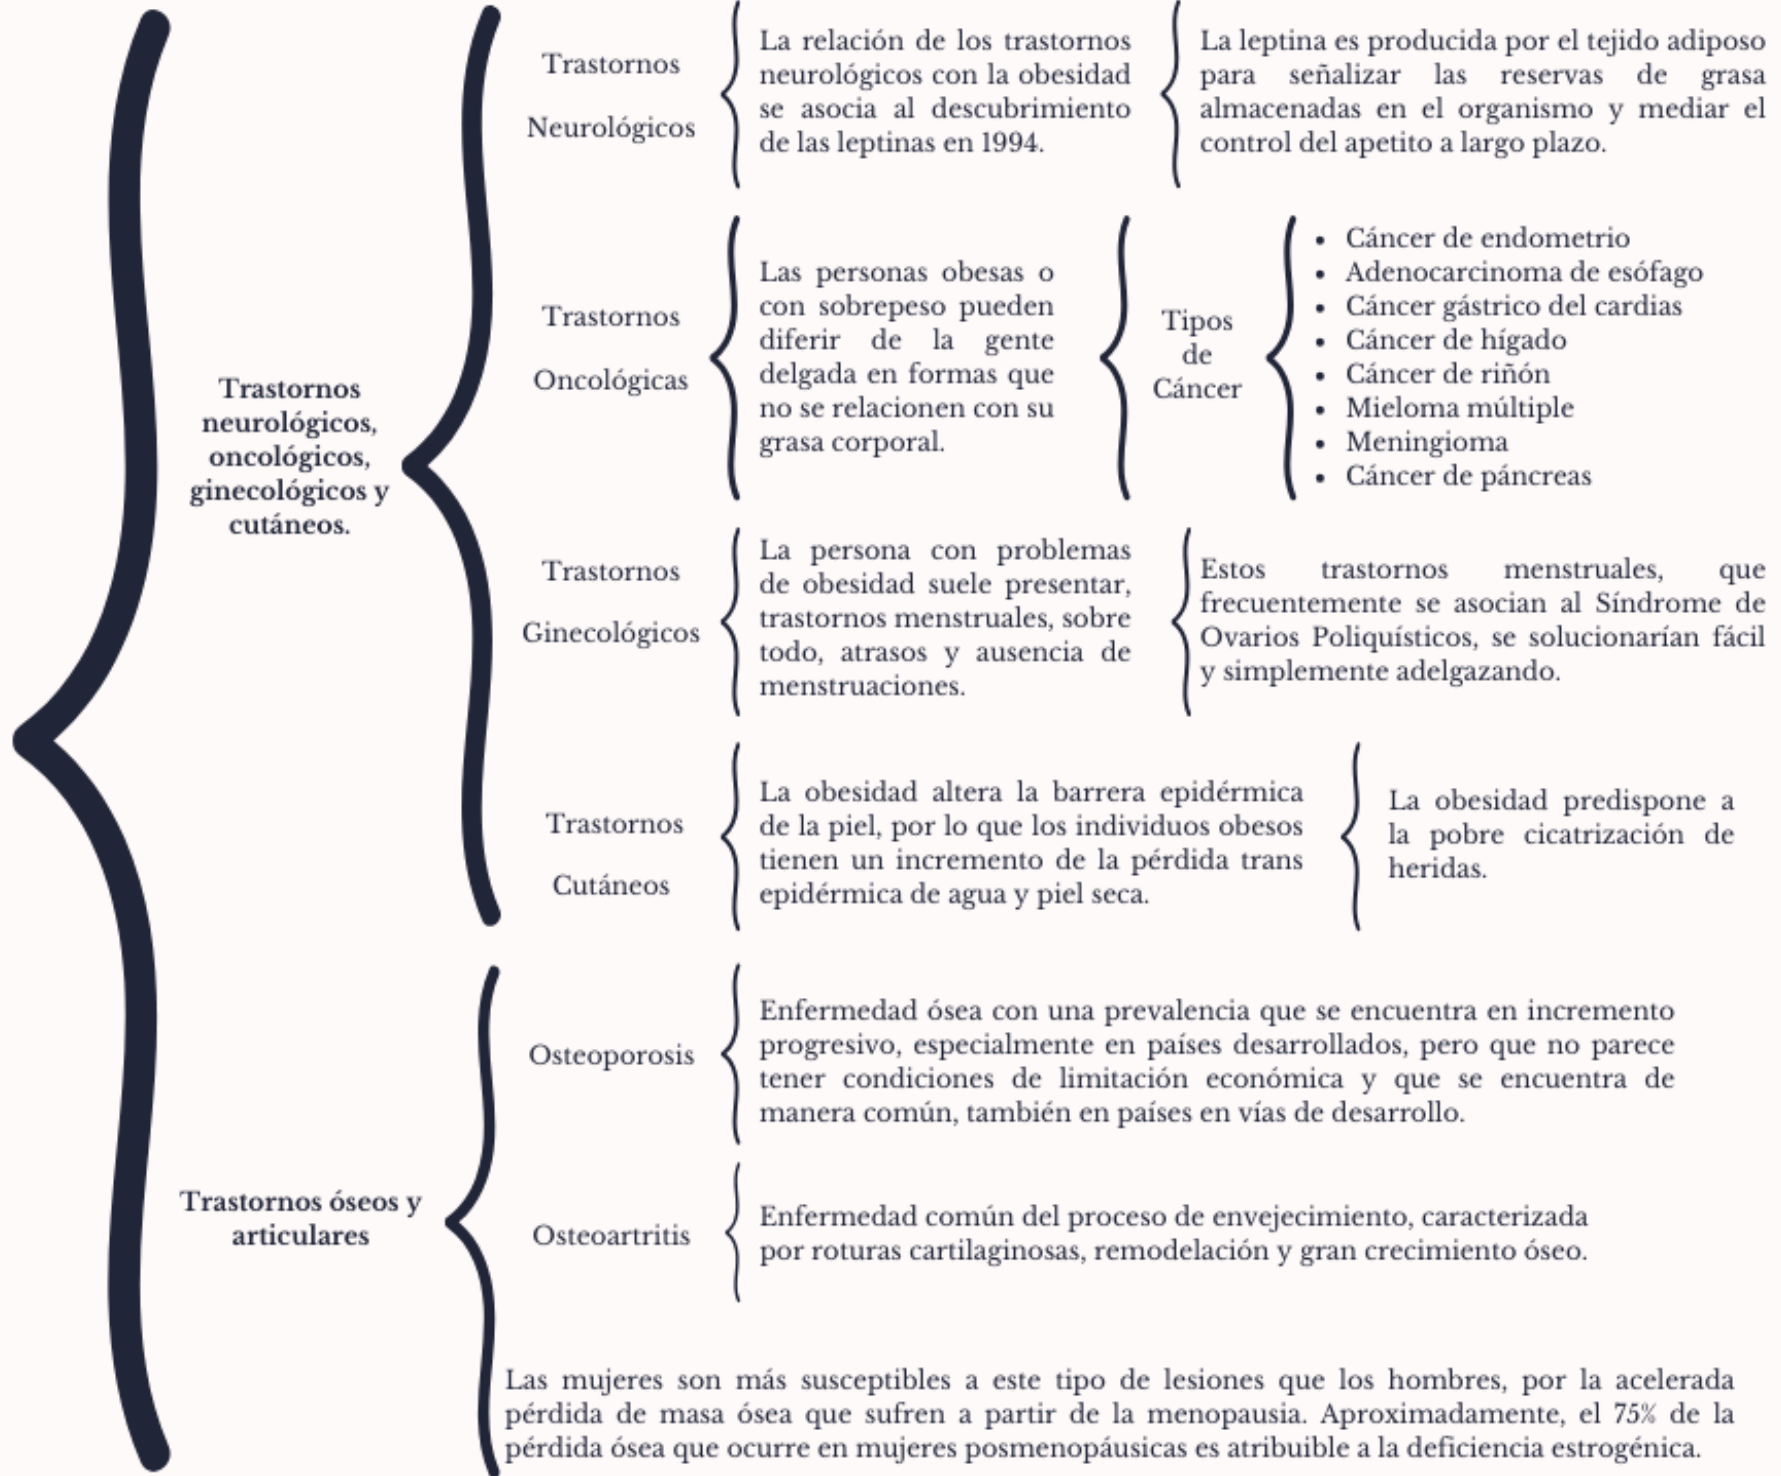 Trastornos
neurológicos,
oncológicos,
ginecológicos y
cutáneos.
Trastornos
Neurológicos
La relación de los trastornos
neurológicos con la obesidad
se asocia al descubrimiento
de las leptinas en 1994.
La leptina es producida por el tejido adiposo
para señalizar las reservas de grasa
almacenadas en el organismo y mediar el
control del apetito a largo plazo.
Trastornos
Oncológicas
Las personas obesas o
con sobrepeso pueden
diferir de la gente
delgada en formas que
no se relacionen con su
grasa corporal.
Tipos
de
Cáncer
• Cáncer de endometrio
• Adenocarcinoma de esófago
• Cáncer gástrico del cardias
• Cáncer de hígado
• Cáncer de riñón
• Mieloma múltiple
• Meningioma
• Cáncer de páncreas
Trastornos
Ginecológicos
La persona con problemas
de obesidad suele presentar,
trastornos menstruales, sobre
todo, atrasos y ausencia de
menstruaciones.
Estos trastornos menstruales, que
frecuentemente se asocian al Síndrome de
Ovarios Poliquísticos, se solucionarían fácil
y simplemente adelgazando.
Trastornos
Cutáneos
La obesidad altera la barrera epidérmica
de la piel, por lo que los individuos obesos
tienen un incremento de la pérdida trans
epidérmica de agua y piel seca.
La obesidad predispone a
la pobre cicatrización de
heridas.
Trastornos óseos y
articulares
Osteoporosis
Enfermedad ósea con una prevalencia que se encuentra en incremento
progresivo, especialmente en países desarrollados, pero que no parece
tener condiciones de limitación económica y que se encuentra de
manera común, también en países en vías de desarrollo.
Osteoartritis
Enfermedad común del proceso de envejecimiento, caracterizada
por roturas cartilaginosas, remodelación y gran crecimiento óseo.
Las mujeres son más susceptibles a este tipo de lesiones que los hombres, por la acelerada
pérdida de masa ósea que sufren a partir de la menopausia. Aproximadamente, el 75% de la
pérdida ósea que ocurre en mujeres posmenopáusicas es atribuible a la deficiencia estrogénica.